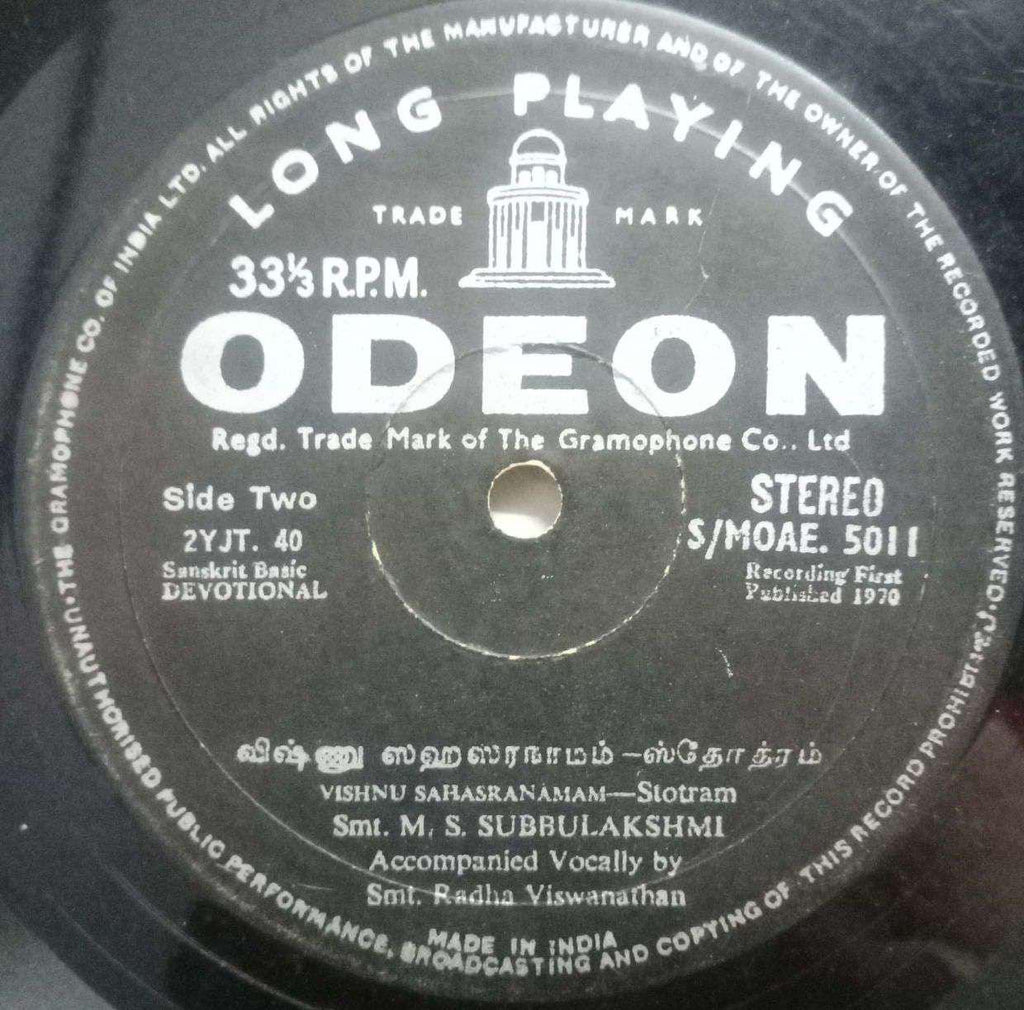 THE GRAMOPHONE CO. OF INDIA LTD. ALL RIGHTS OF THE MANUFACTURER AND OF THE OWNER OF THE RECORDED WORK RESERVED
UNAUTHORISED PUBLIC PERFORMANCE, BROADCASTING AND COPYING OF THIS RECORD PROHIBITED
LONG PLAYING
TRADE MARK
33⅓ R.P.M.
ODEON
Regd. Trade Mark of The Gramophone Co., Ltd
Side Two
2YJT. 40
Sanskrit Basic
DEVOTIONAL
STEREO
S/MOAE. 5011
Recording First
Published 1970
விஷ்ணு ஸஹஸ்ரநாமம் –ஸ்தோத்ரம்
VISHNU SAHASRANAMAM—Stotram
Smt. M. S. SUBBULAKSHMI
Accompanied Vocally by
Smt. Radha Viswanathan
MADE IN INDIA